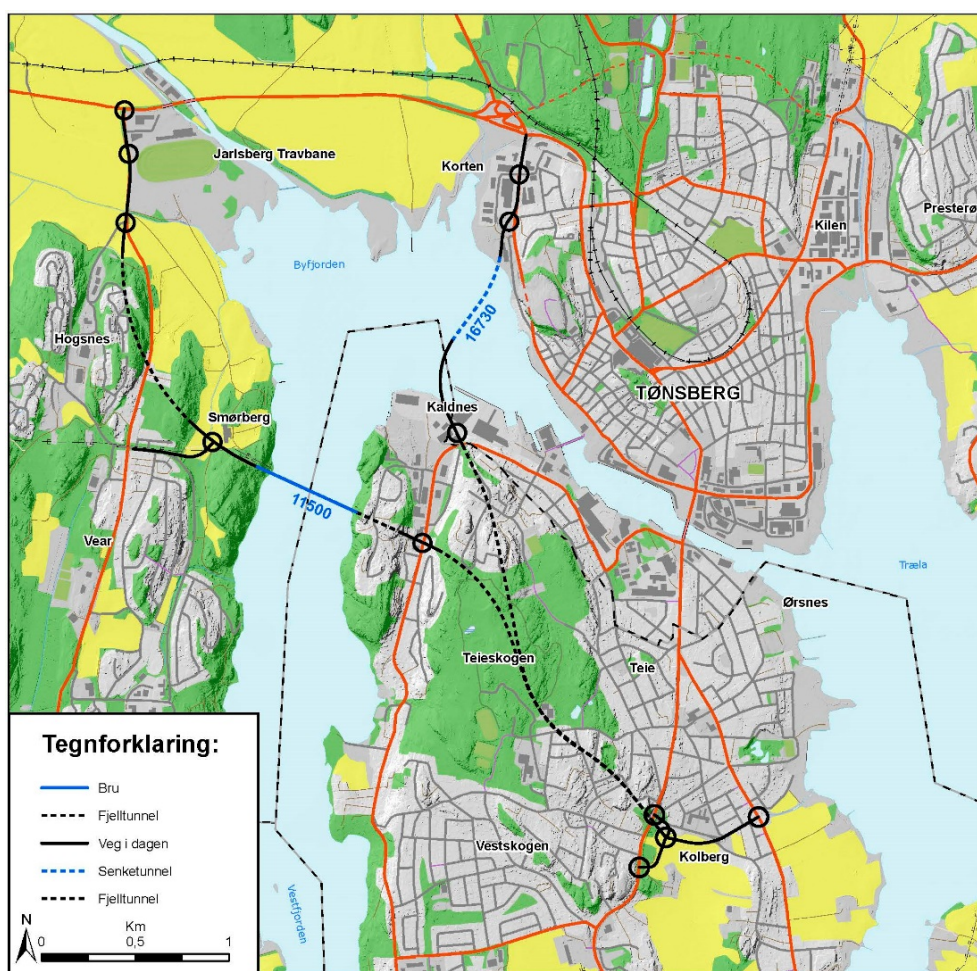 Jarlsberg Travbane
Korten
Kilen
Presterø
Byfjorden
16730
Hogsnes
TØNSBERG
Smørberg
Kaldnes
11500
Vear
Træla
Ørsnes
Teieskogen
Teie
Vestskogen
Kolberg
Vestfjorden
Tegnforklaring:
Bru
Fjelltunnel
Veg i dagen
Senketunnel
Fjelltunnel
Km
N
0 0,5 1